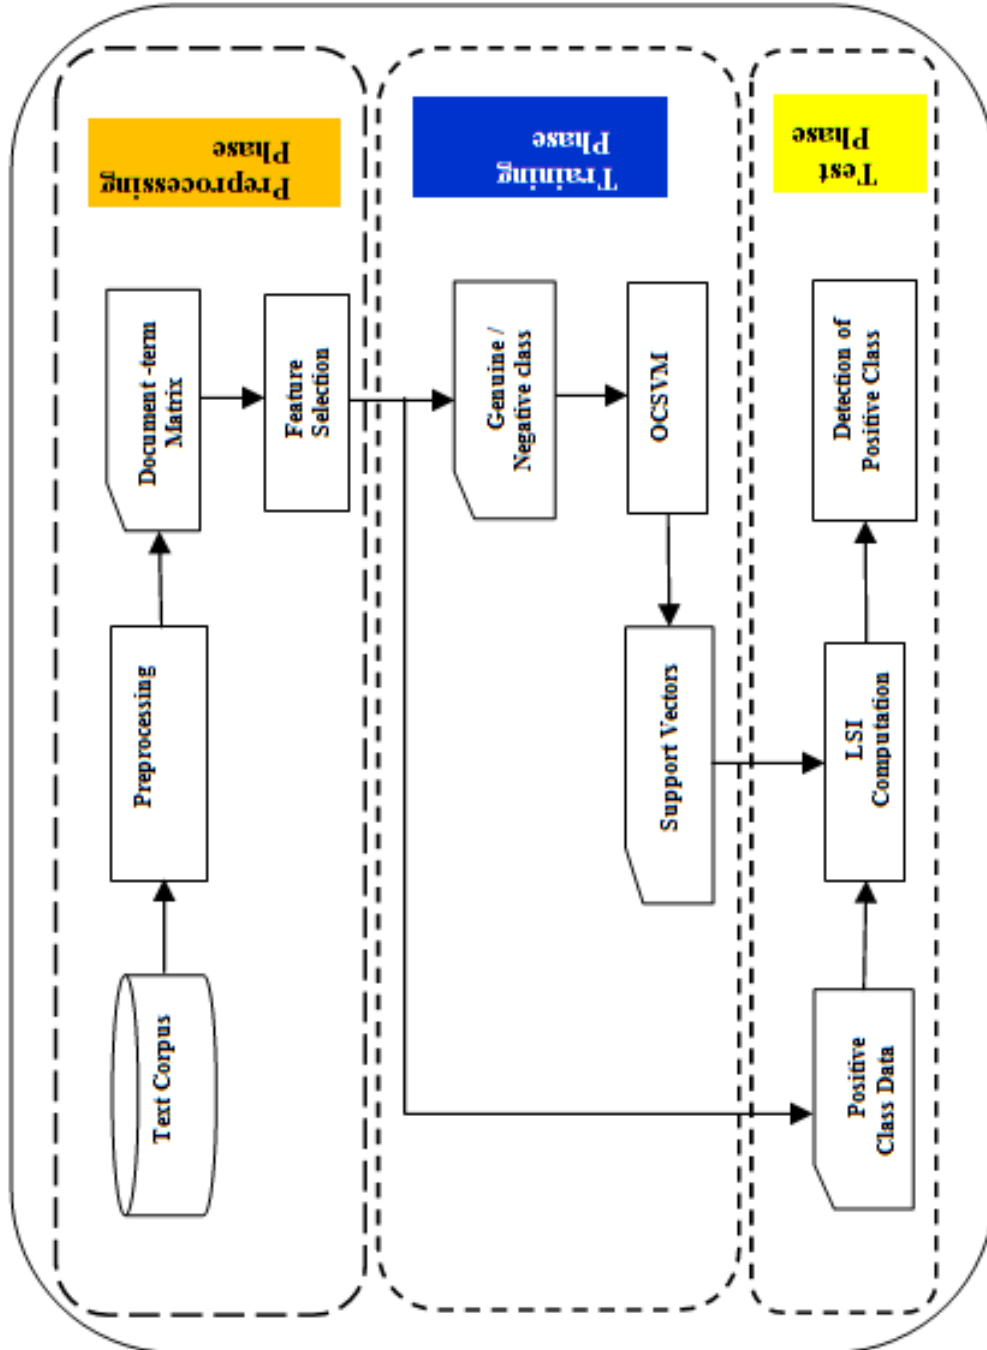 Preprocessing
Phase
Text Corpus
Preprocessing
Document -term
Matrix
Feature
Selection
Training
Phase
Genuine /
Negative class
OCSVM
Support Vectors
Test
Phase
Positive
Class Data
LSI
Computation
Detection of
Positive Class